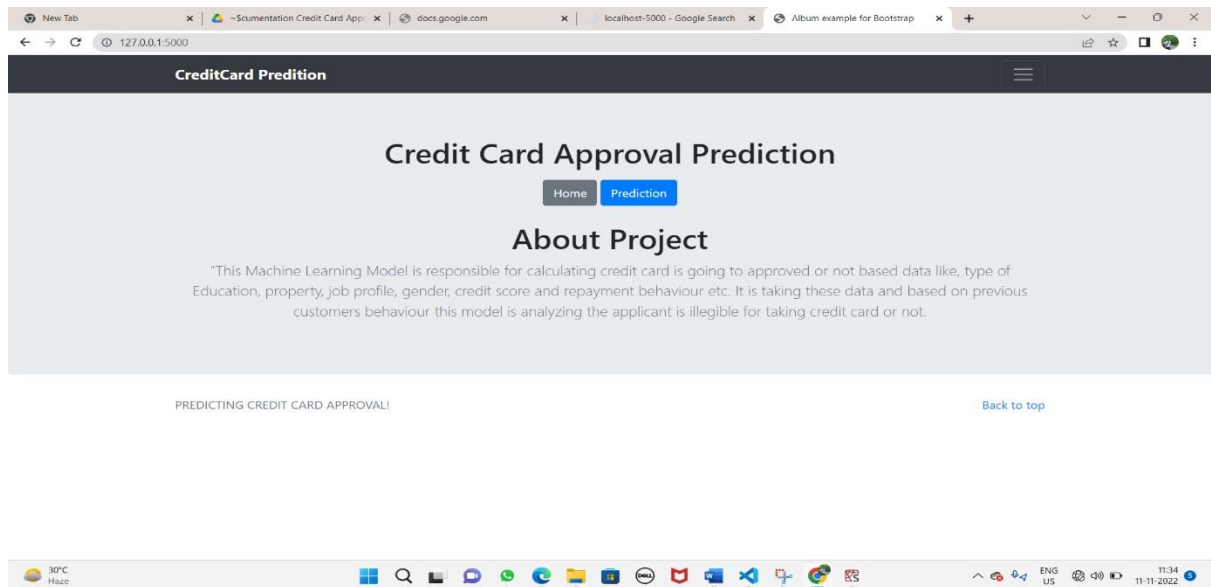 New Tab
~$cumentation Credit Card Appr
docs.google.com
localhost-5000 - Google Search
Album example for Bootstrap
127.0.0.1:5000
CreditCard Predition
Credit Card Approval Prediction
Home Prediction
About Project
"This Machine Learning Model is responsible for calculating credit card is going to approved or not based data like, type of
Education, property, job profile, gender, credit score and repayment behaviour etc. It is taking these data and based on previous
customers behaviour this model is analyzing the applicant is illegible for taking credit card or not.
PREDICTING CREDIT CARD APPROVAL!
Back to top
30°C
Haze
DELL
ENG
US
11:34
11-11-2022
5